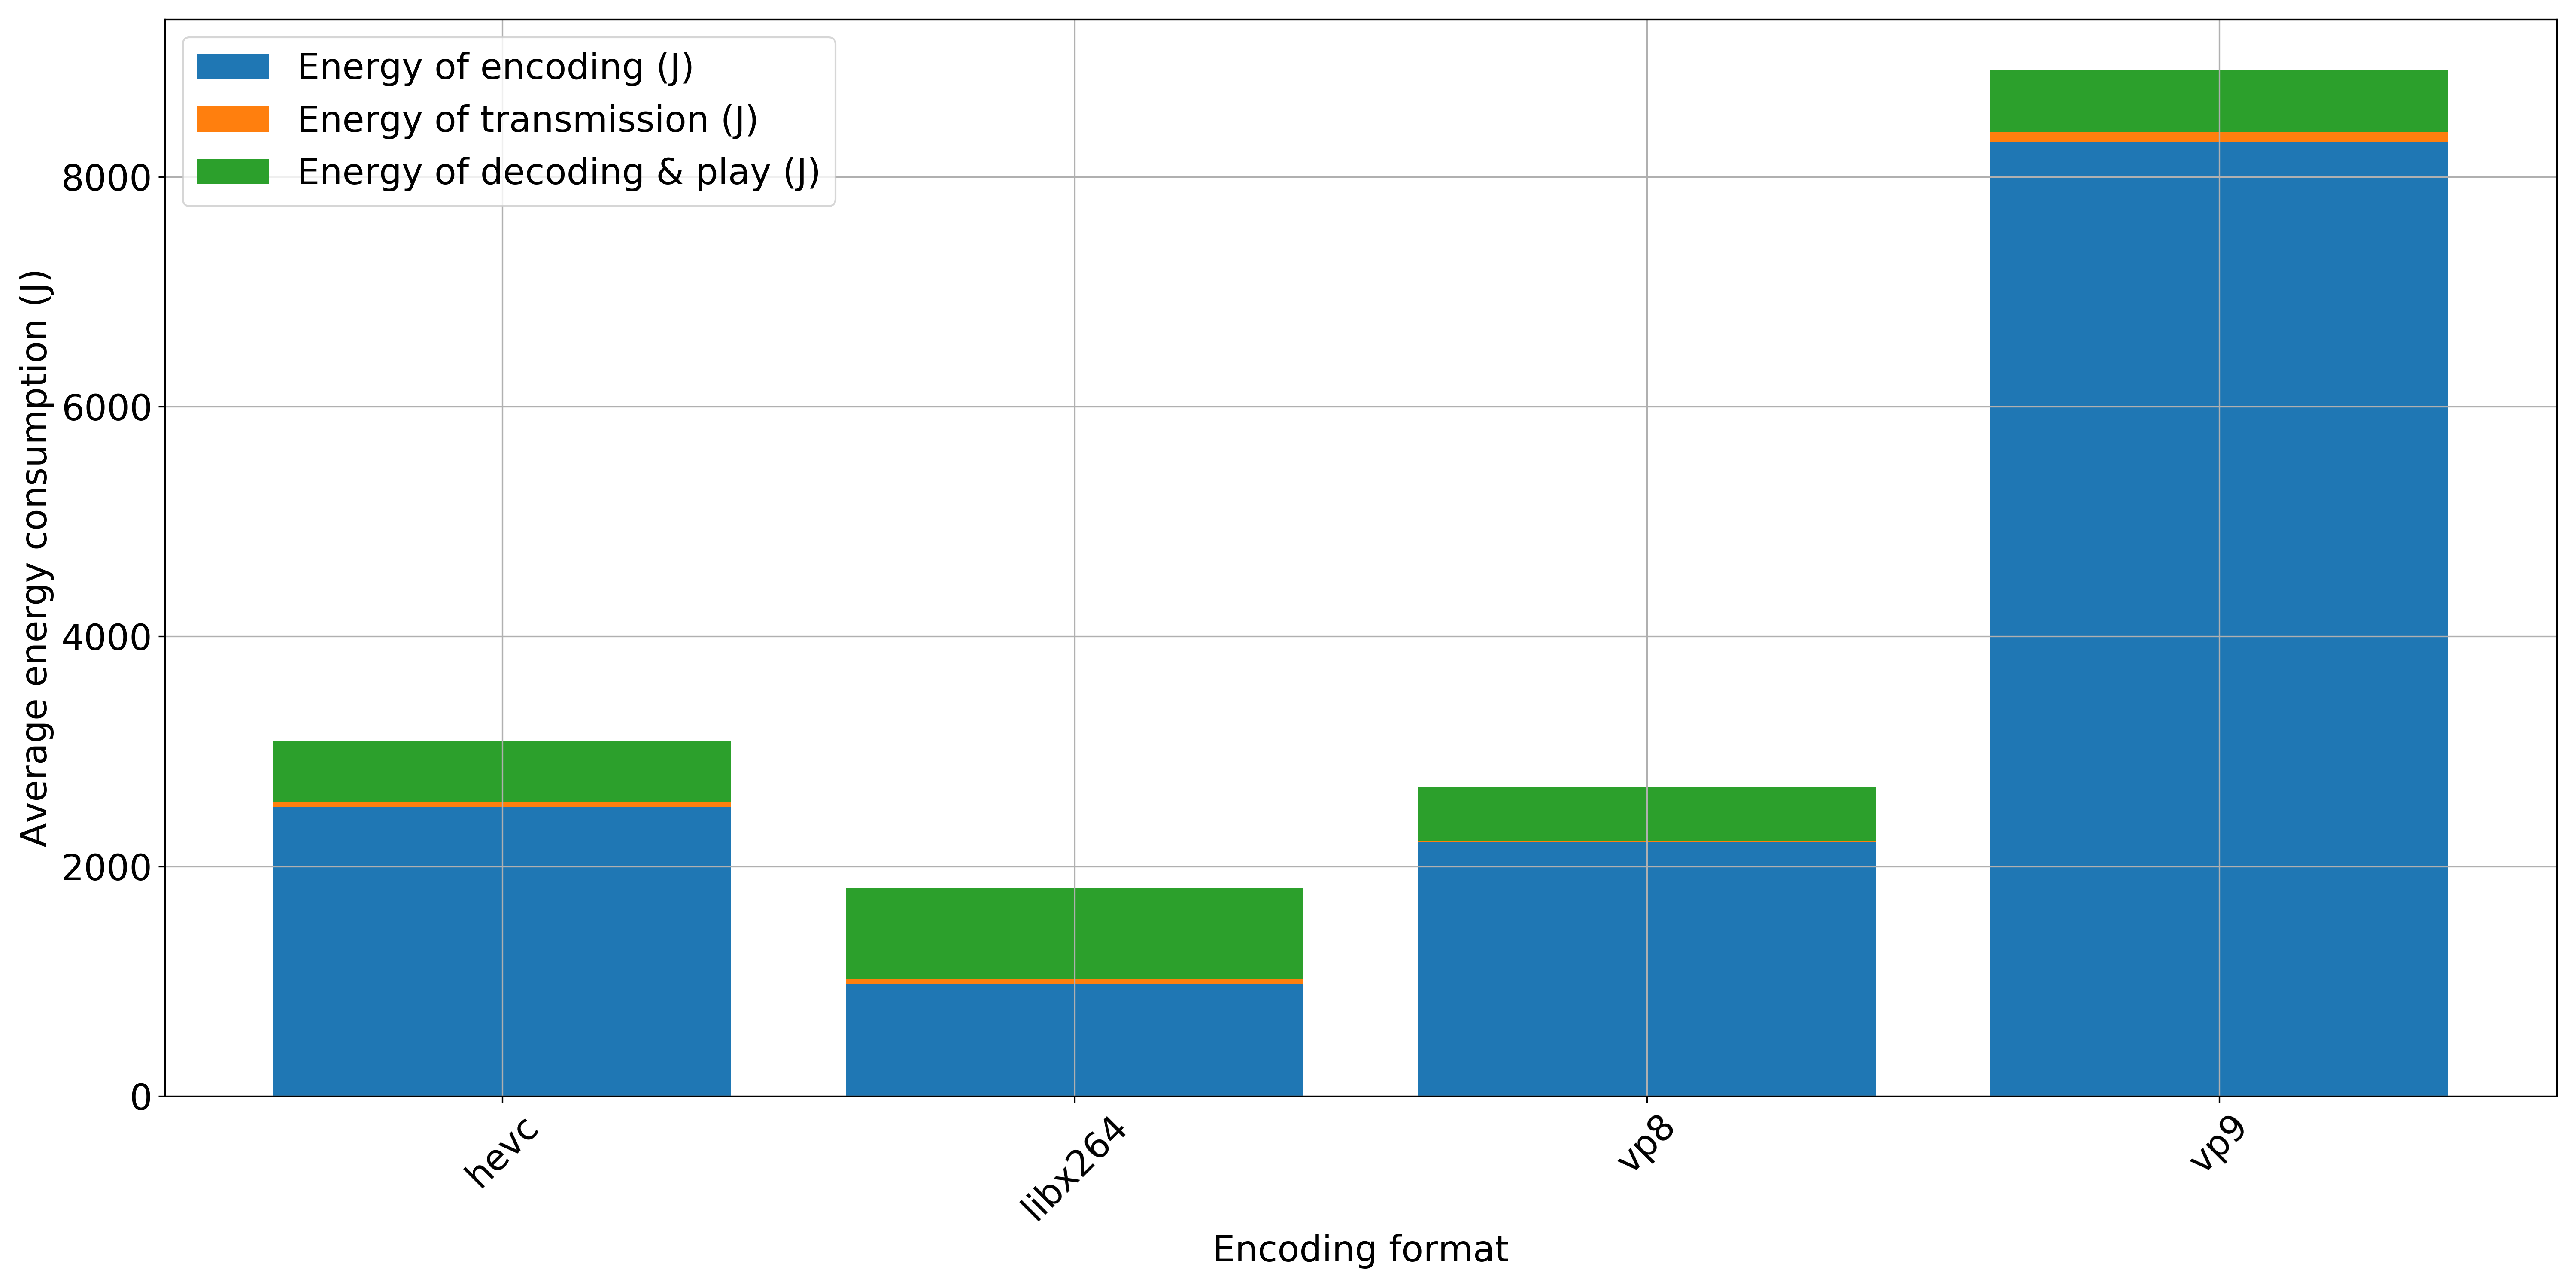 Energy of encoding (J)
Energy of transmission (J)
Energy of decoding & play (J)
Average energy consumption (J)
8000
6000
4000
2000
0
hevc
libx264
vp8
vp9
Encoding format